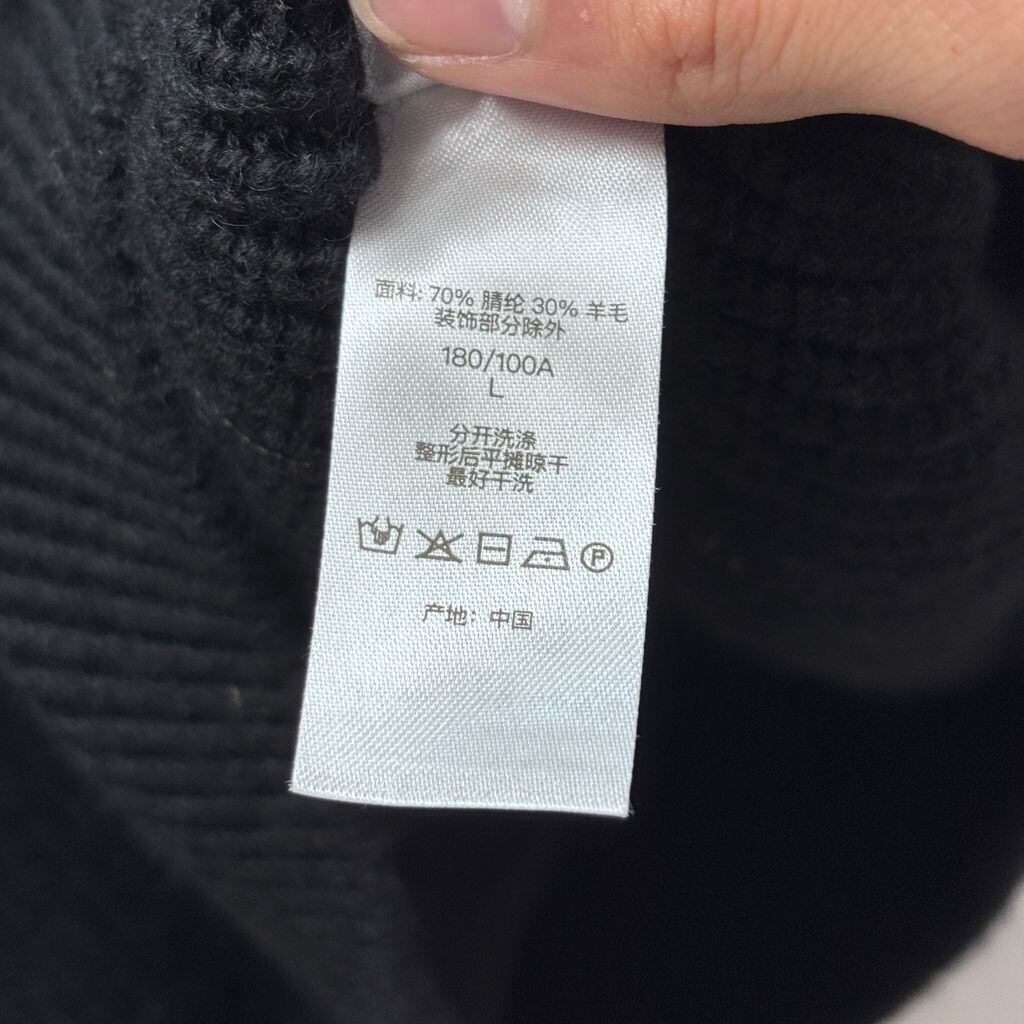 面料: 70% 腈纶 30% 羊毛
装饰部分除外
180/100A
L
分开洗涤
整形后平摊晾干
最好干洗
P
产地: 中国